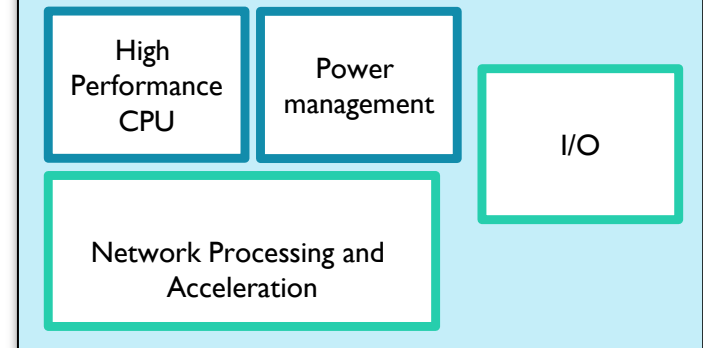 High
Performance
CPU
Power
management
I/O
Network Processing and
Acceleration